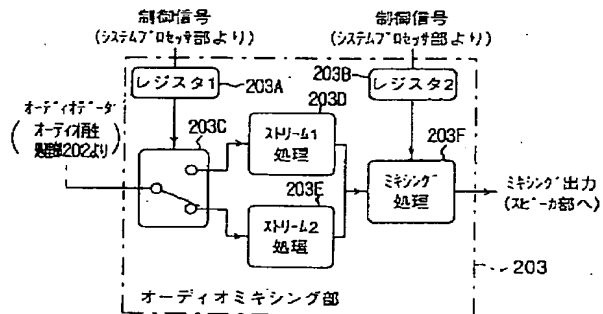 制御信号
(システムプロセッサ部より)
制御信号
(システムプロセッサ部より)
レジスタ1
203A
203B
レジスタ2
オーディオデータ
オーディオ再生
処理部202より
203C
203D
ストリーム1
処理
203E
ストリーム2
処理
203F
ミキシング
処理
ミキシング出力
(スピーカ部へ)
203
オーディオミキシング部